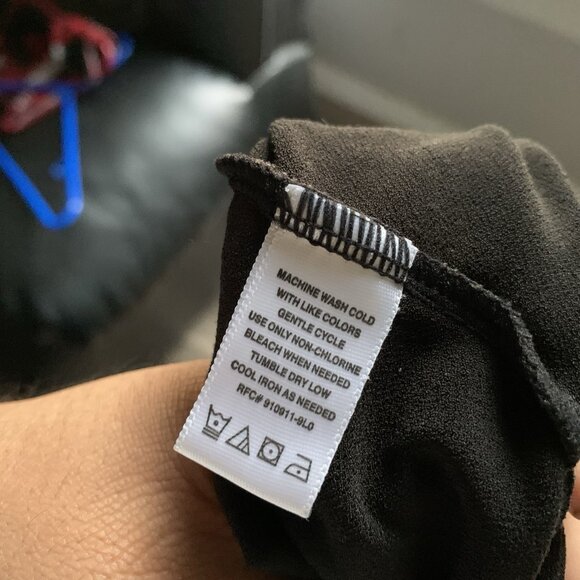 MACHINE WASH COLD
WITH LIKE COLORS
GENTLE CYCLE
USE ONLY NON-CHLORINE
BLEACH WHEN NEEDED
TUMBLE DRY LOW
COOL IRON AS NEEDED
RFC# 910911-9L0